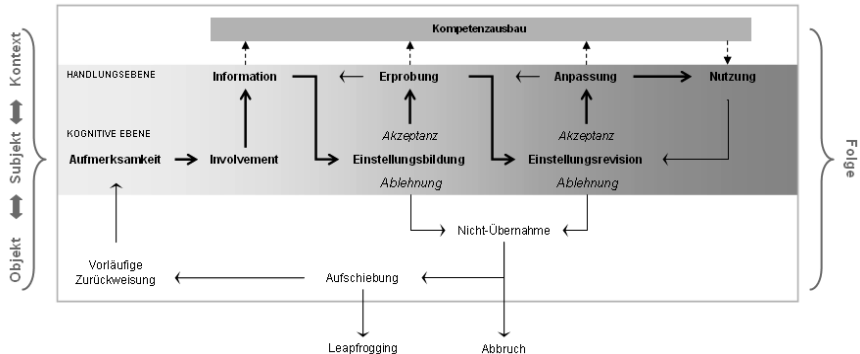 Kompetenzausbau
HANDLUNGSEBENE
Information
Erprobung
Anpassung
Nutzung
KOGNITIVE EBENE
Akzeptanz
Akzeptanz
Aufmerksamkeit
Involvement
Einstellungsbildung
Einstellungsrevision
Ablehnung
Ablehnung
Nicht-Übernahme
Vorläufige
Zurückweisung
Aufschiebung
Leapfrogging
Abbruch
Kontext
Subjekt
Objekt
Folge